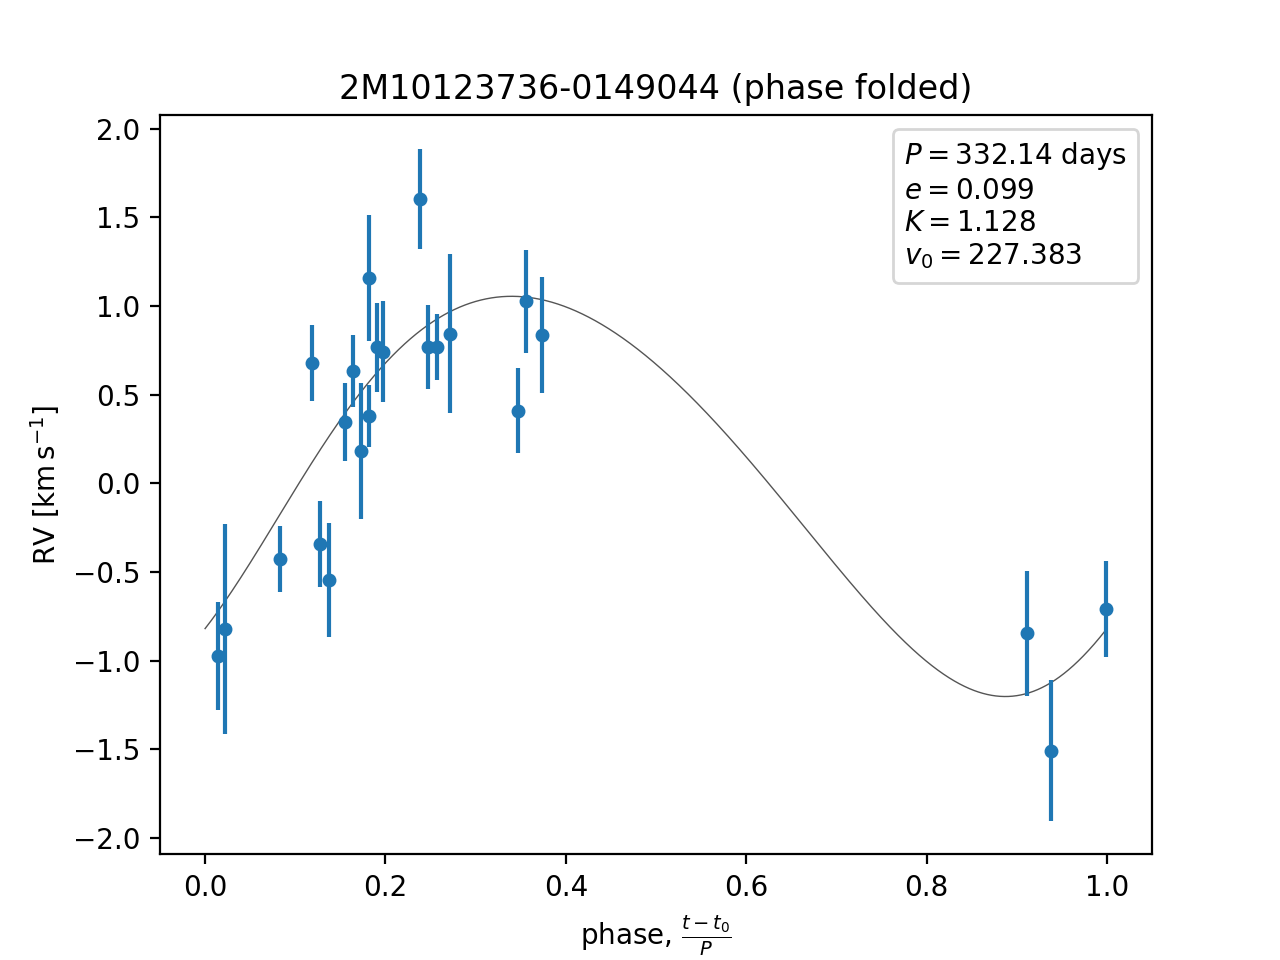 2M10123736-0149044 (phase folded)
P = 332.14 days
e = 0.099
K = 1.128
v₀ = 227.383
2.0
1.5
1.0
0.5
0.0
−0.5
−1.0
−1.5
−2.0
RV [km s⁻¹]
0.0 0.2 0.4 0.6 0.8 1.0
phase, (t − t₀)/P